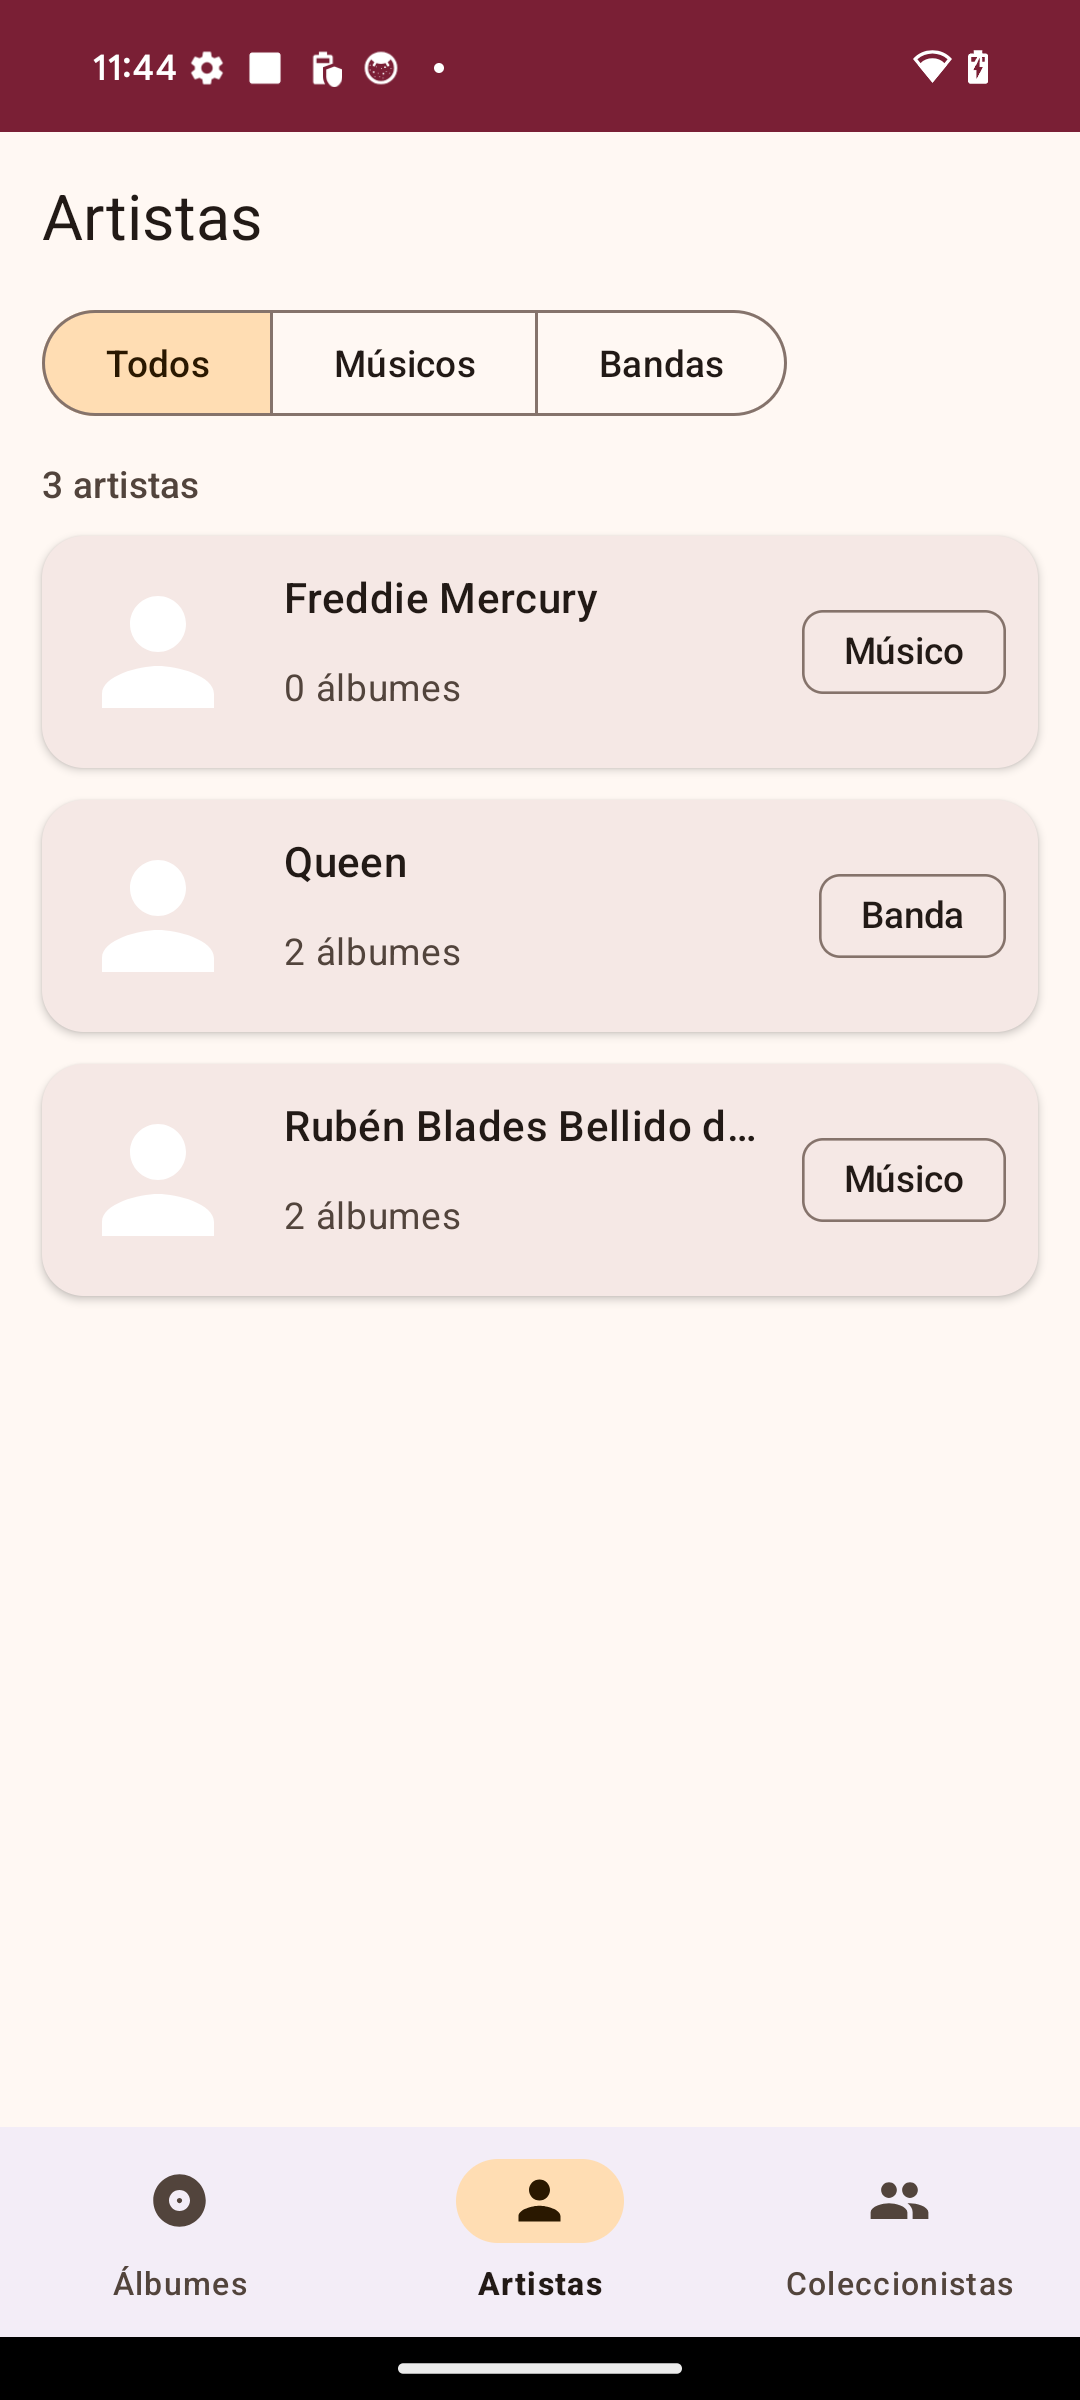 11:44
Artistas
Todos
Músicos
Bandas
3 artistas
Freddie Mercury
0 álbumes
Músico
Queen
2 álbumes
Banda
Rubén Blades Bellido d...
2 álbumes
Músico
Álbumes
Artistas
Coleccionistas